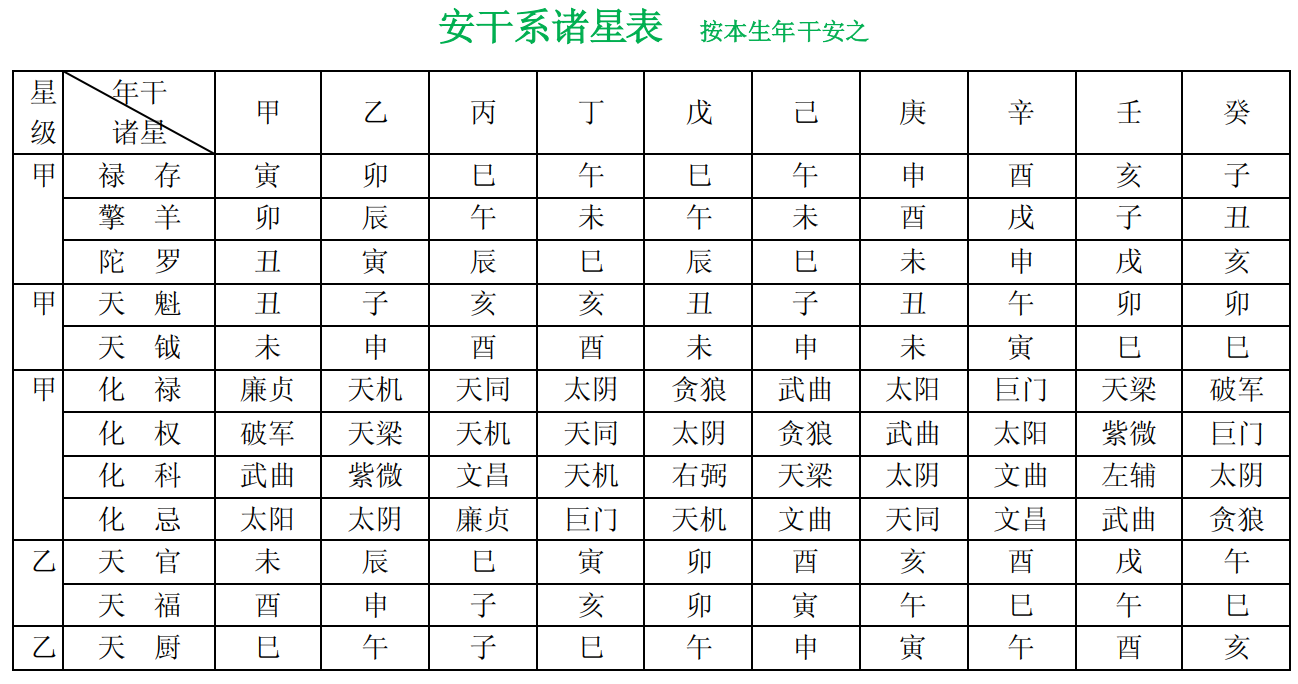 安干系诸星表 按本生年干安之
星级 年干 诸星 甲 乙 丙 丁 戊 己 庚 辛 壬 癸
甲 禄存 寅 卯 巳 午 巳 午 申 酉 亥 子
擎羊 卯 辰 午 未 午 未 酉 戌 子 丑
陀罗 丑 寅 辰 巳 辰 巳 未 申 戌 亥
甲 天魁 丑 子 亥 亥 丑 子 丑 午 卯 卯
天钺 未 申 酉 酉 未 申 未 寅 巳 巳
甲 化禄 廉贞 天机 天同 太阴 贪狼 武曲 太阳 巨门 天梁 破军
化权 破军 天梁 天机 天同 太阴 贪狼 武曲 太阳 紫微 巨门
化科 武曲 紫微 文昌 天机 右弼 天梁 太阴 文曲 左辅 太阴
化忌 太阳 太阴 廉贞 巨门 天机 文曲 天同 文昌 武曲 贪狼
乙 天官 未 辰 巳 寅 卯 酉 亥 酉 戌 午
天福 酉 申 子 亥 卯 寅 午 巳 午 巳
乙 天厨 巳 午 子 巳 午 申 寅 午 酉 亥